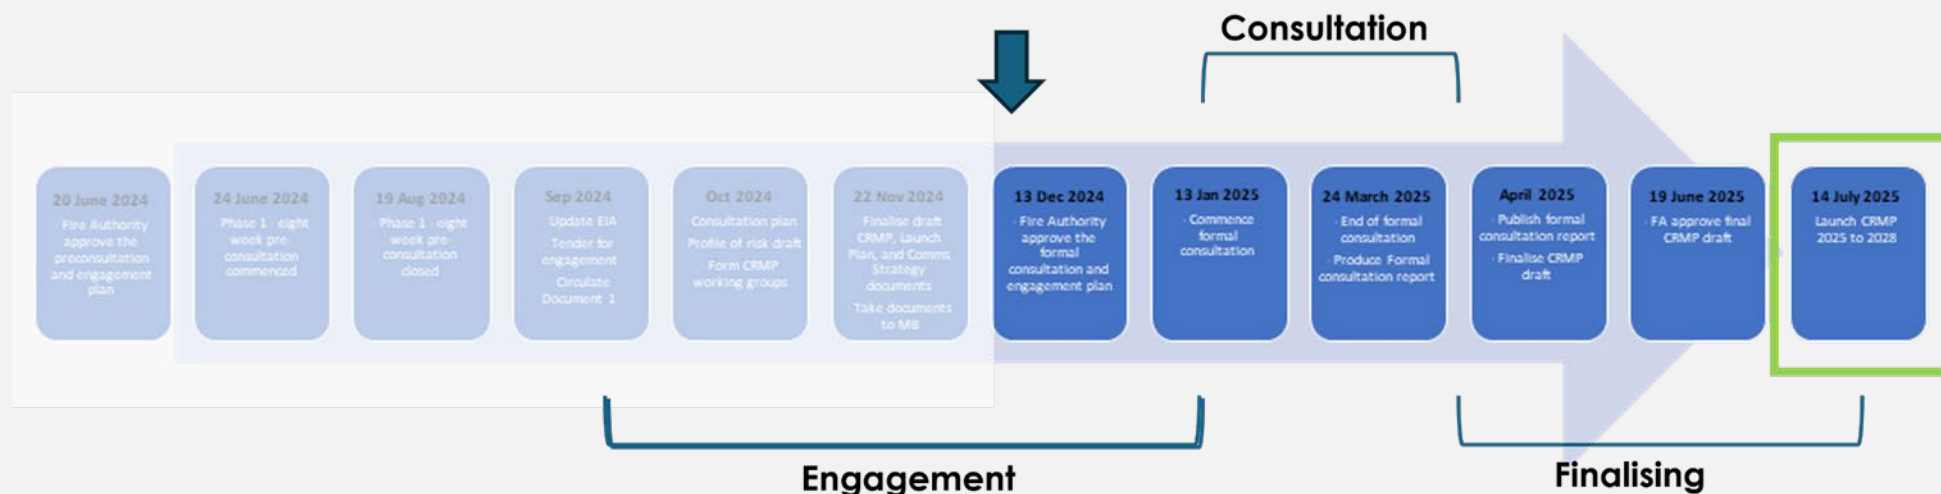 Consultation
20 June 2024
· Fire Authority
approve the
preconsultation
and engagement
plan
24 June 2024
· Phase 1 - eight
week pre-
consultation
commenced
19 Aug 2024
Phase 1 - eight
week pre-
consultation
closed
Sep 2024
· Update EIA
· Tender for
engagement
· Circulate
Document 1
Oct 2024
· Consultation plan
· Profile of risk draft
· Form CRMP
working groups
22 Nov 2024
· Finalise draft
CRMP, Launch
Plan, and Comms
Strategy
documents
· Take documents
to MB
13 Dec 2024
· Fire Authority
approve the
formal
consultation and
engagement plan
13 Jan 2025
· Commence
formal
consultation
24 March 2025
· End of formal
consultation
· Produce Formal
consultation report
April 2025
· Publish formal
consultation report
· Finalise CRMP
draft
19 June 2025
· FA approve final
CRMP draft
14 July 2025
Launch CRMP
2025 to 2028
Engagement
Finalising